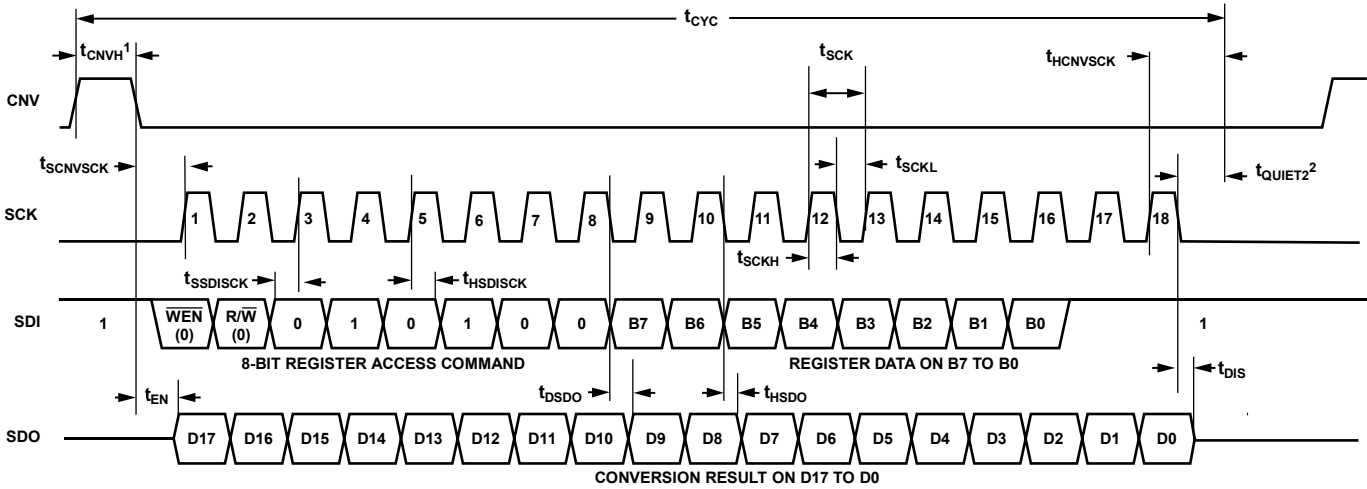 tCYC
tCNVH1
tSCK
tHCNVSCK
CNV
tSCNVSCK
tSCKL
tQUIET22
SCK
1 2 3 4 5 6 7 8 9 10 11 12 13 14 15 16 17 18
tSCKH
tSSDISCK
tHSDISCK
SDI
1 WEN (0) R/W (0) 0 1 0 1 0 0 B7 B6 B5 B4 B3 B2 B1 B0 1
8-BIT REGISTER ACCESS COMMAND
REGISTER DATA ON B7 TO B0
tEN
tDSDO
tHSDO
tDIS
SDO
D17 D16 D15 D14 D13 D12 D11 D10 D9 D8 D7 D6 D5 D4 D3 D2 D1 D0
CONVERSION RESULT ON D17 TO D0